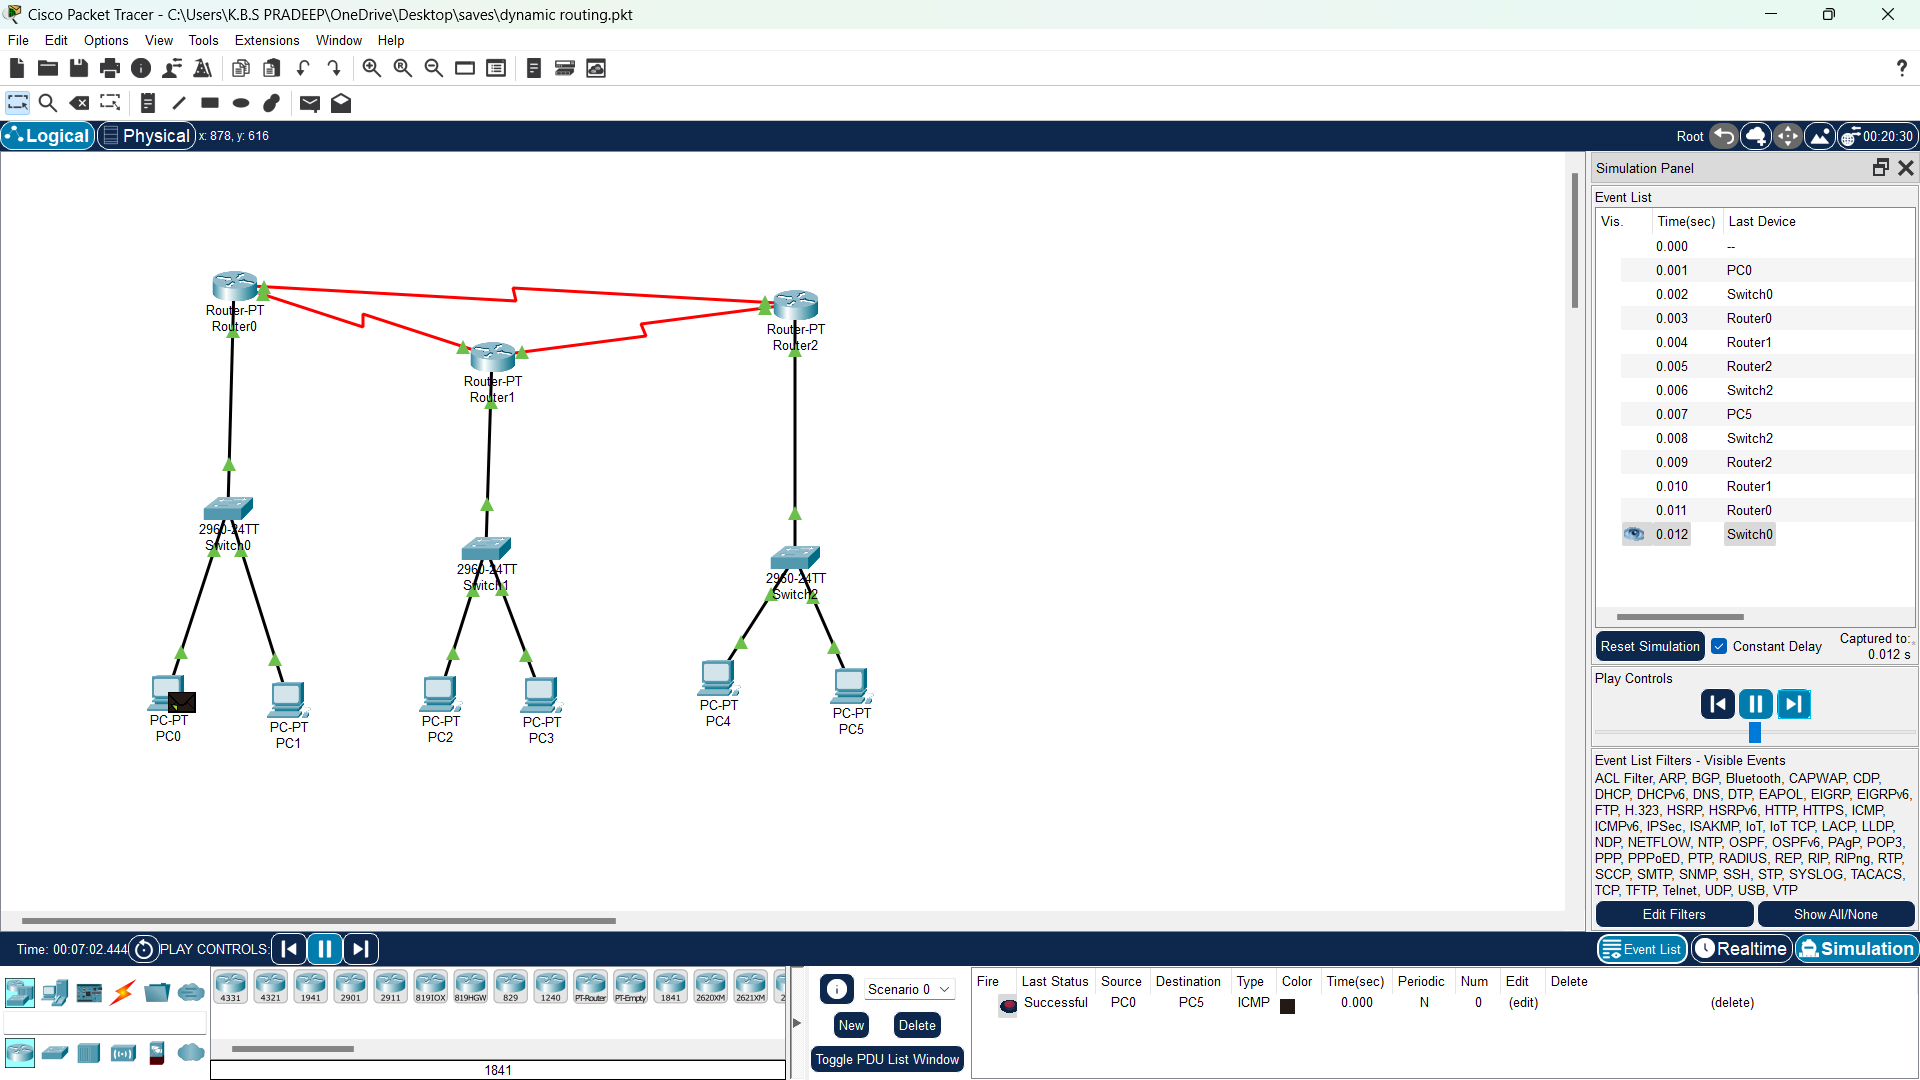 Cisco Packet Tracer - C:\Users\K.B.S PRADEEP\OneDrive\Desktop\saves\dynamic routing.pkt
File Edit Options View Tools Extensions Window Help
?
Logical Physical x: 878, y: 616 Root 00:20:30
Simulation Panel
Event List
Vis. Time(sec) Last Device
0.000 --
0.001 PC0
0.002 Switch0
0.003 Router0
0.004 Router1
0.005 Router2
0.006 Switch2
0.007 PC5
0.008 Switch2
0.009 Router2
0.010 Router1
0.011 Router0
0.012 Switch0
Reset Simulation Constant Delay Captured to:
0.012 s
Play Controls
Event List Filters - Visible Events
ACL Filter, ARP, BGP, Bluetooth, CAPWAP, CDP,
DHCP, DHCPv6, DNS, DTP, EAPOL, EIGRP, EIGRPv6,
FTP, H.323, HSRP, HSRPv6, HTTP, HTTPS, ICMP,
ICMPv6, IPSec, ISAKMP, IoT, IoT TCP, LACP, LLDP,
NDP, NETFLOW, NTP, OSPF, OSPFv6, PAgP, POP3,
PPP, PPPoED, PTP, RADIUS, REP, RIP, RIPng, RTP,
SCCP, SMTP, SNMP, SSH, STP, SYSLOG, TACACS,
TCP, TFTP, Telnet, UDP, USB, VTP
Edit Filters Show All/None
Router-PT
Router0
Router-PT
Router1
Router-PT
Router2
2960-24TT
Switch0
2960-24TT
Switch1
2960-24TT
Switch2
PC-PT
PC0
PC-PT
PC1
PC-PT
PC2
PC-PT
PC3
PC-PT
PC4
PC-PT
PC5
Time: 00:07:02.444 PLAY CONTROLS: Event List Realtime Simulation
4331 4321 1941 2901 2911 819IOX 819HGW 829 1240 PT-Router PT-Empty 1841 2620XM 2621XM 2
1841
Scenario 0
New Delete
Toggle PDU List Window
Fire Last Status Source Destination Type Color Time(sec) Periodic Num Edit Delete
Successful PC0 PC5 ICMP 0.000 N 0 (edit) (delete)